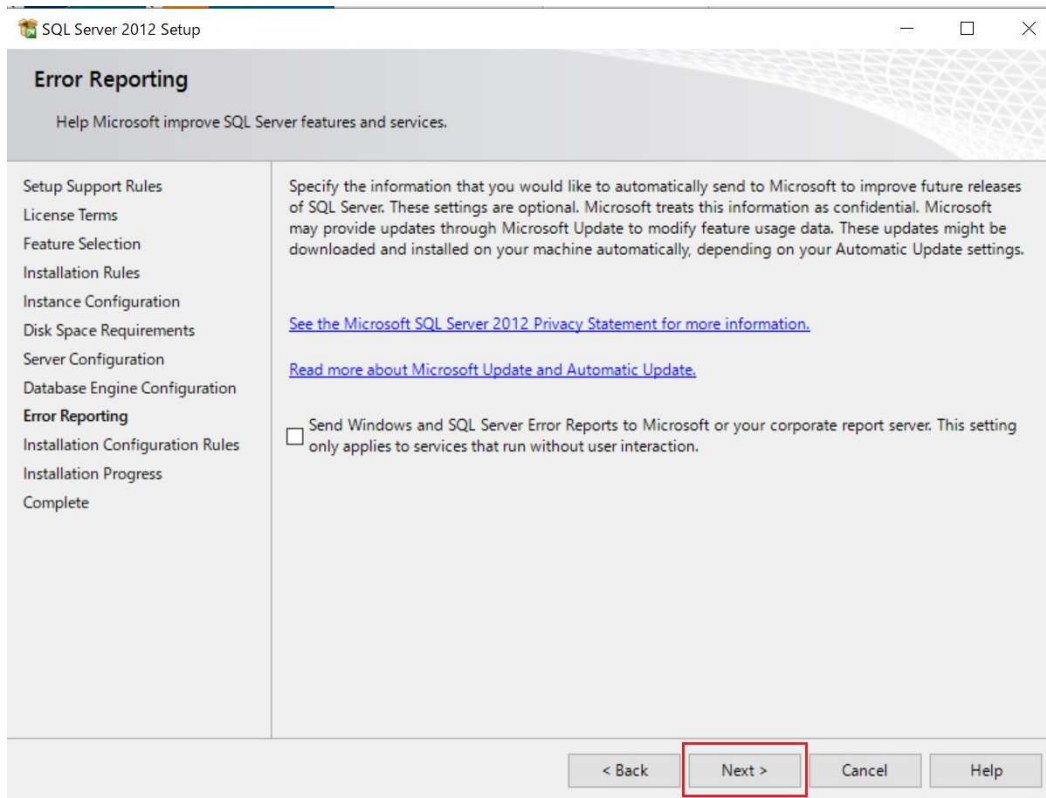 SQL Server 2012 Setup
Error Reporting
Help Microsoft improve SQL Server features and services.
Setup Support Rules
License Terms
Feature Selection
Installation Rules
Instance Configuration
Disk Space Requirements
Server Configuration
Database Engine Configuration
Error Reporting
Installation Configuration Rules
Installation Progress
Complete
Specify the information that you would like to automatically send to Microsoft to improve future releases
of SQL Server. These settings are optional. Microsoft treats this information as confidential. Microsoft
may provide updates through Microsoft Update to modify feature usage data. These updates might be
downloaded and installed on your machine automatically, depending on your Automatic Update settings.
See the Microsoft SQL Server 2012 Privacy Statement for more information.
Read more about Microsoft Update and Automatic Update.
Send Windows and SQL Server Error Reports to Microsoft or your corporate report server. This setting
only applies to services that run without user interaction.
< Back
Next >
Cancel
Help